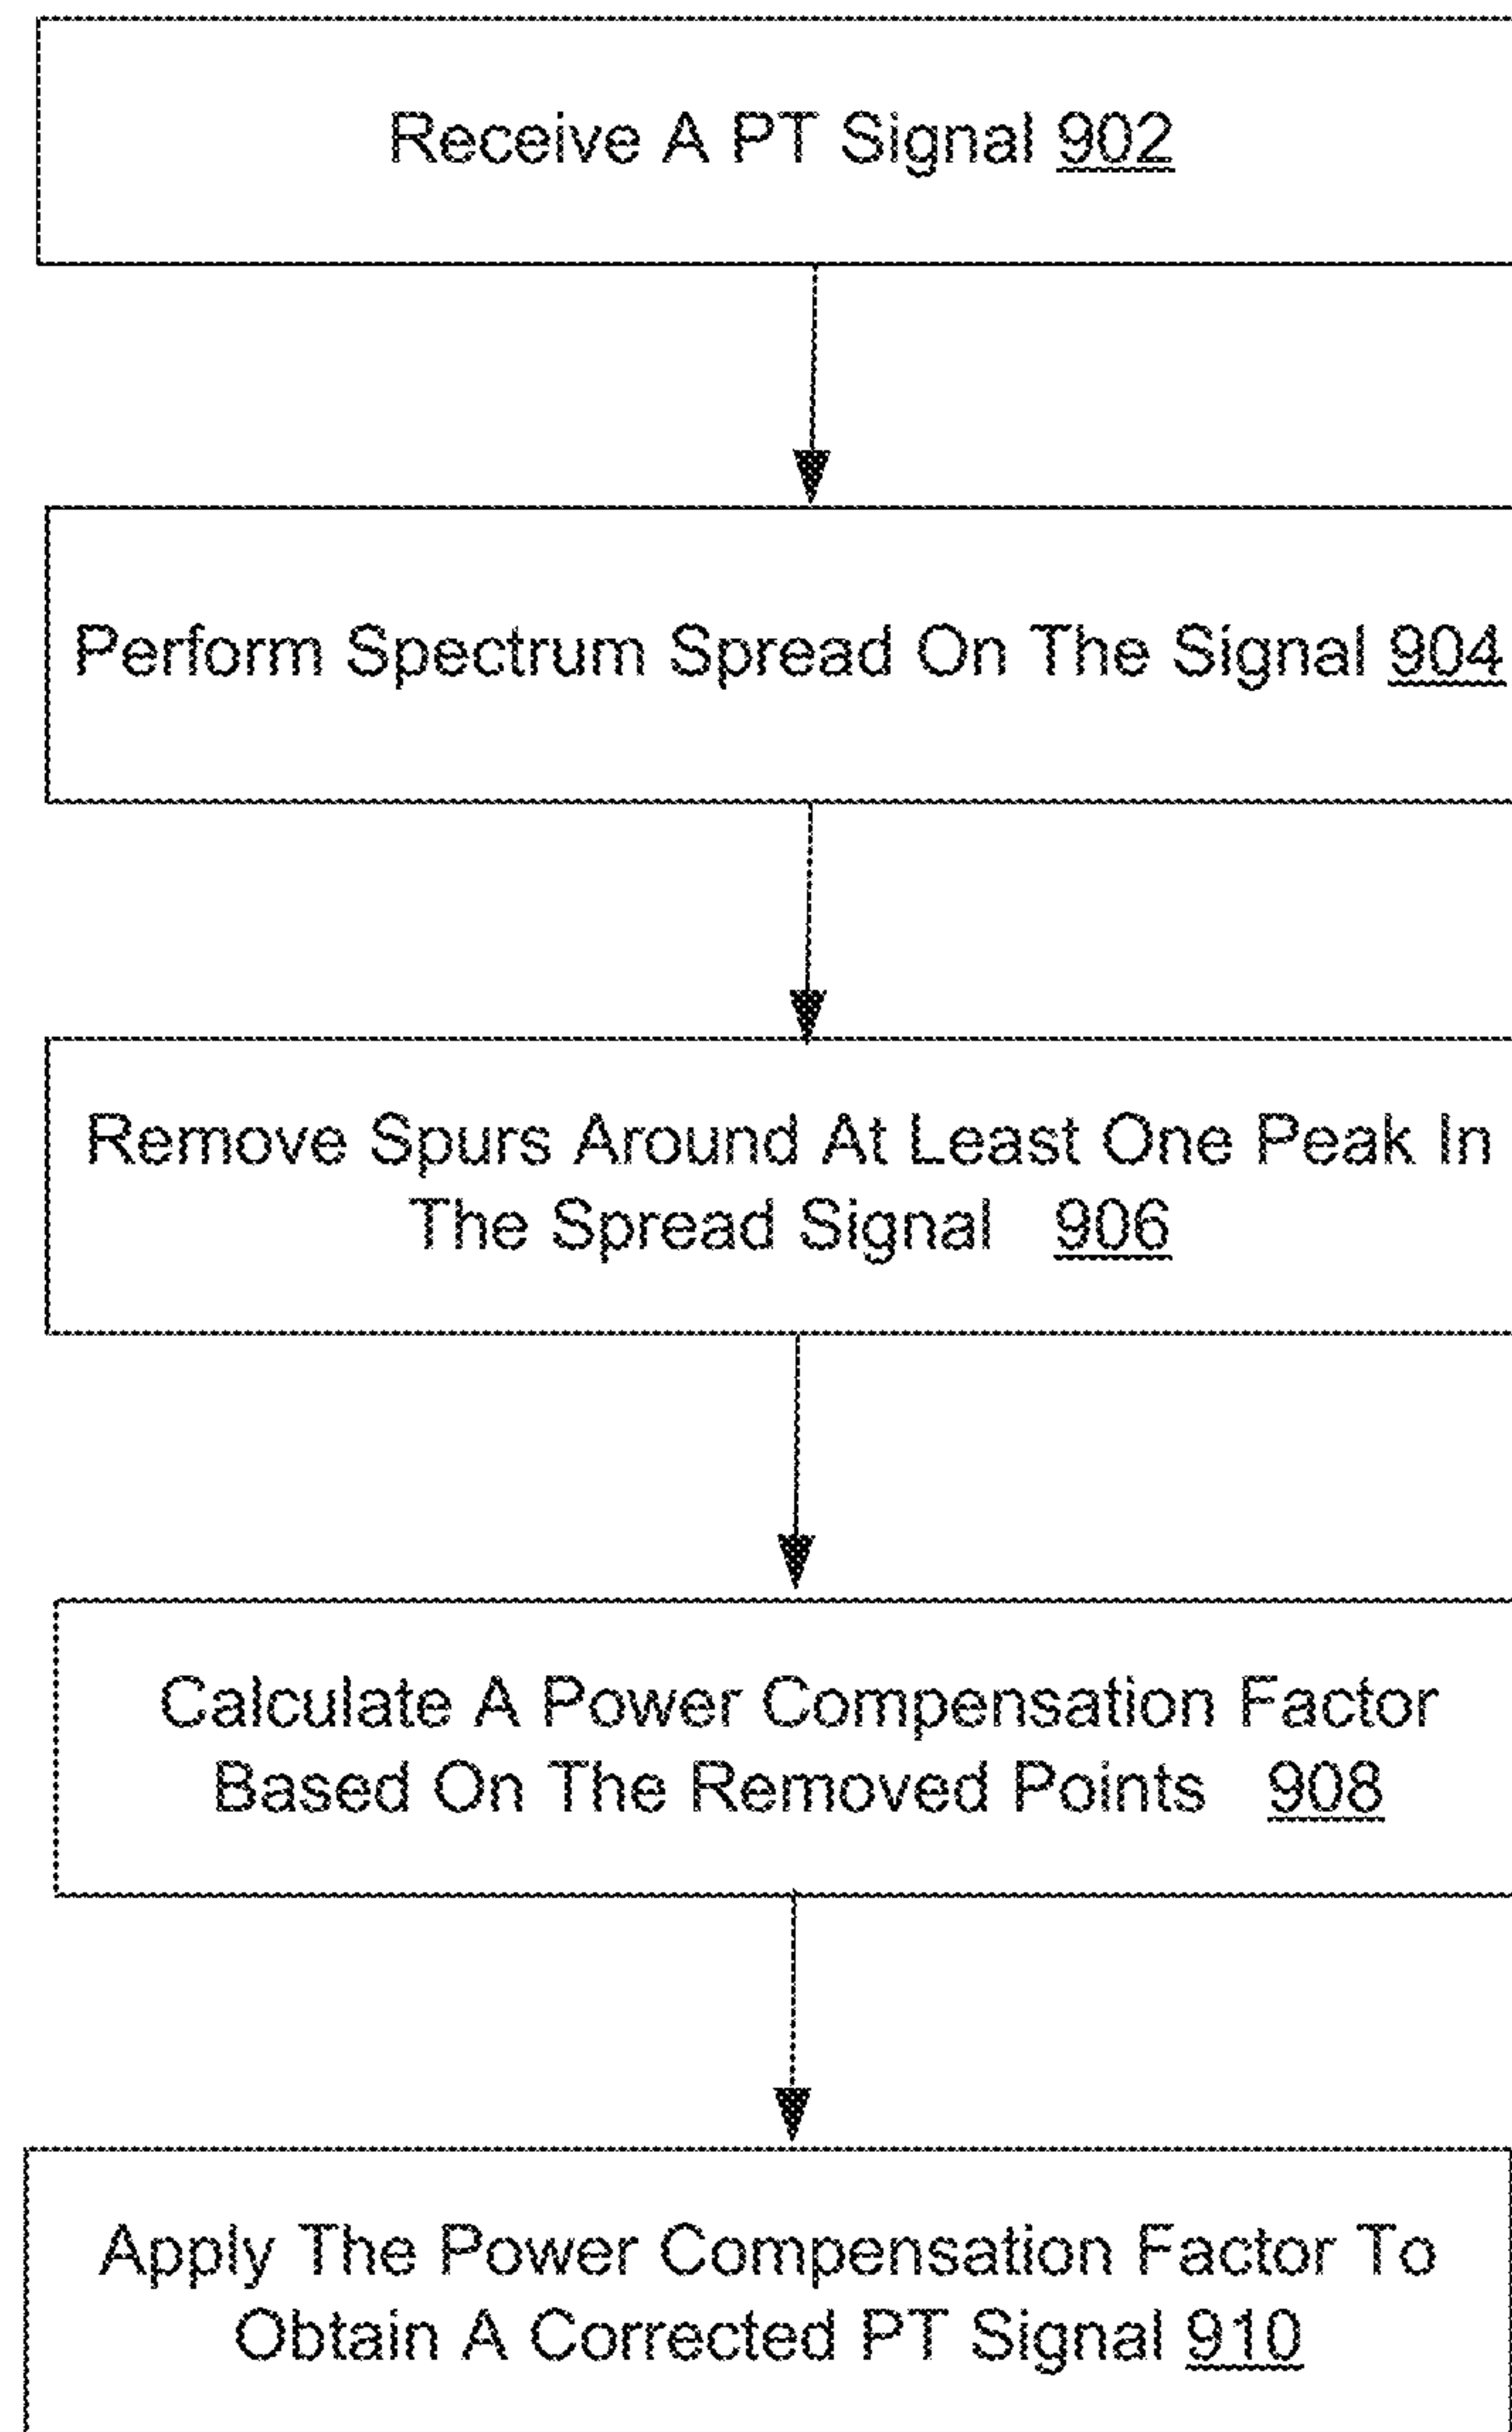 Receive A PT Signal 902
Perform Spectrum Spread On The Signal 904
Remove Spurs Around At Least One Peak In
The Spread Signal 906
Calculate A Power Compensation Factor
Based On The Removed Points 908
Apply The Power Compensation Factor To
Obtain A Corrected PT Signal 910